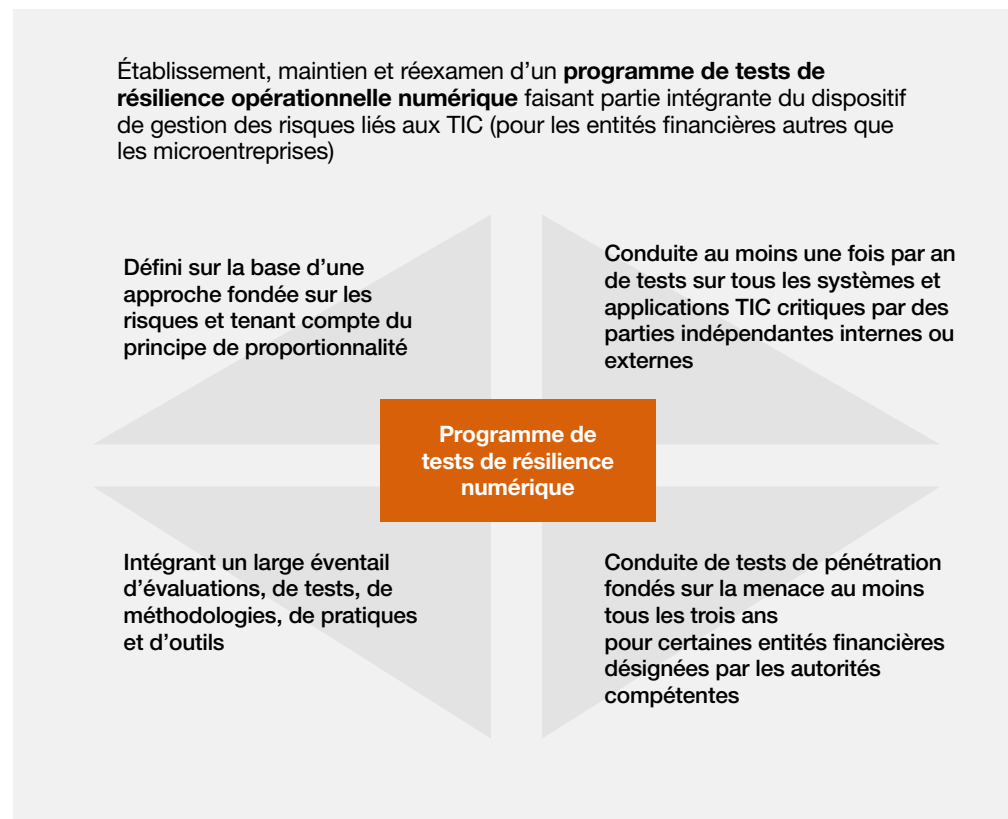 Établissement, maintien et réexamen d’un programme de tests de
résilience opérationnelle numérique faisant partie intégrante du dispositif
de gestion des risques liés aux TIC (pour les entités financières autres que
les microentreprises)
Défini sur la base d’une
approche fondée sur les
risques et tenant compte du
principe de proportionnalité
Conduite au moins une fois par an
de tests sur tous les systèmes et
applications TIC critiques par des
parties indépendantes internes ou
externes
Programme de
tests de résilience
numérique
Intégrant un large éventail
d’évaluations, de tests, de
méthodologies, de pratiques
et d’outils
Conduite de tests de pénétration
fondés sur la menace au moins
tous les trois ans
pour certaines entités financières
désignées par les autorités
compétentes